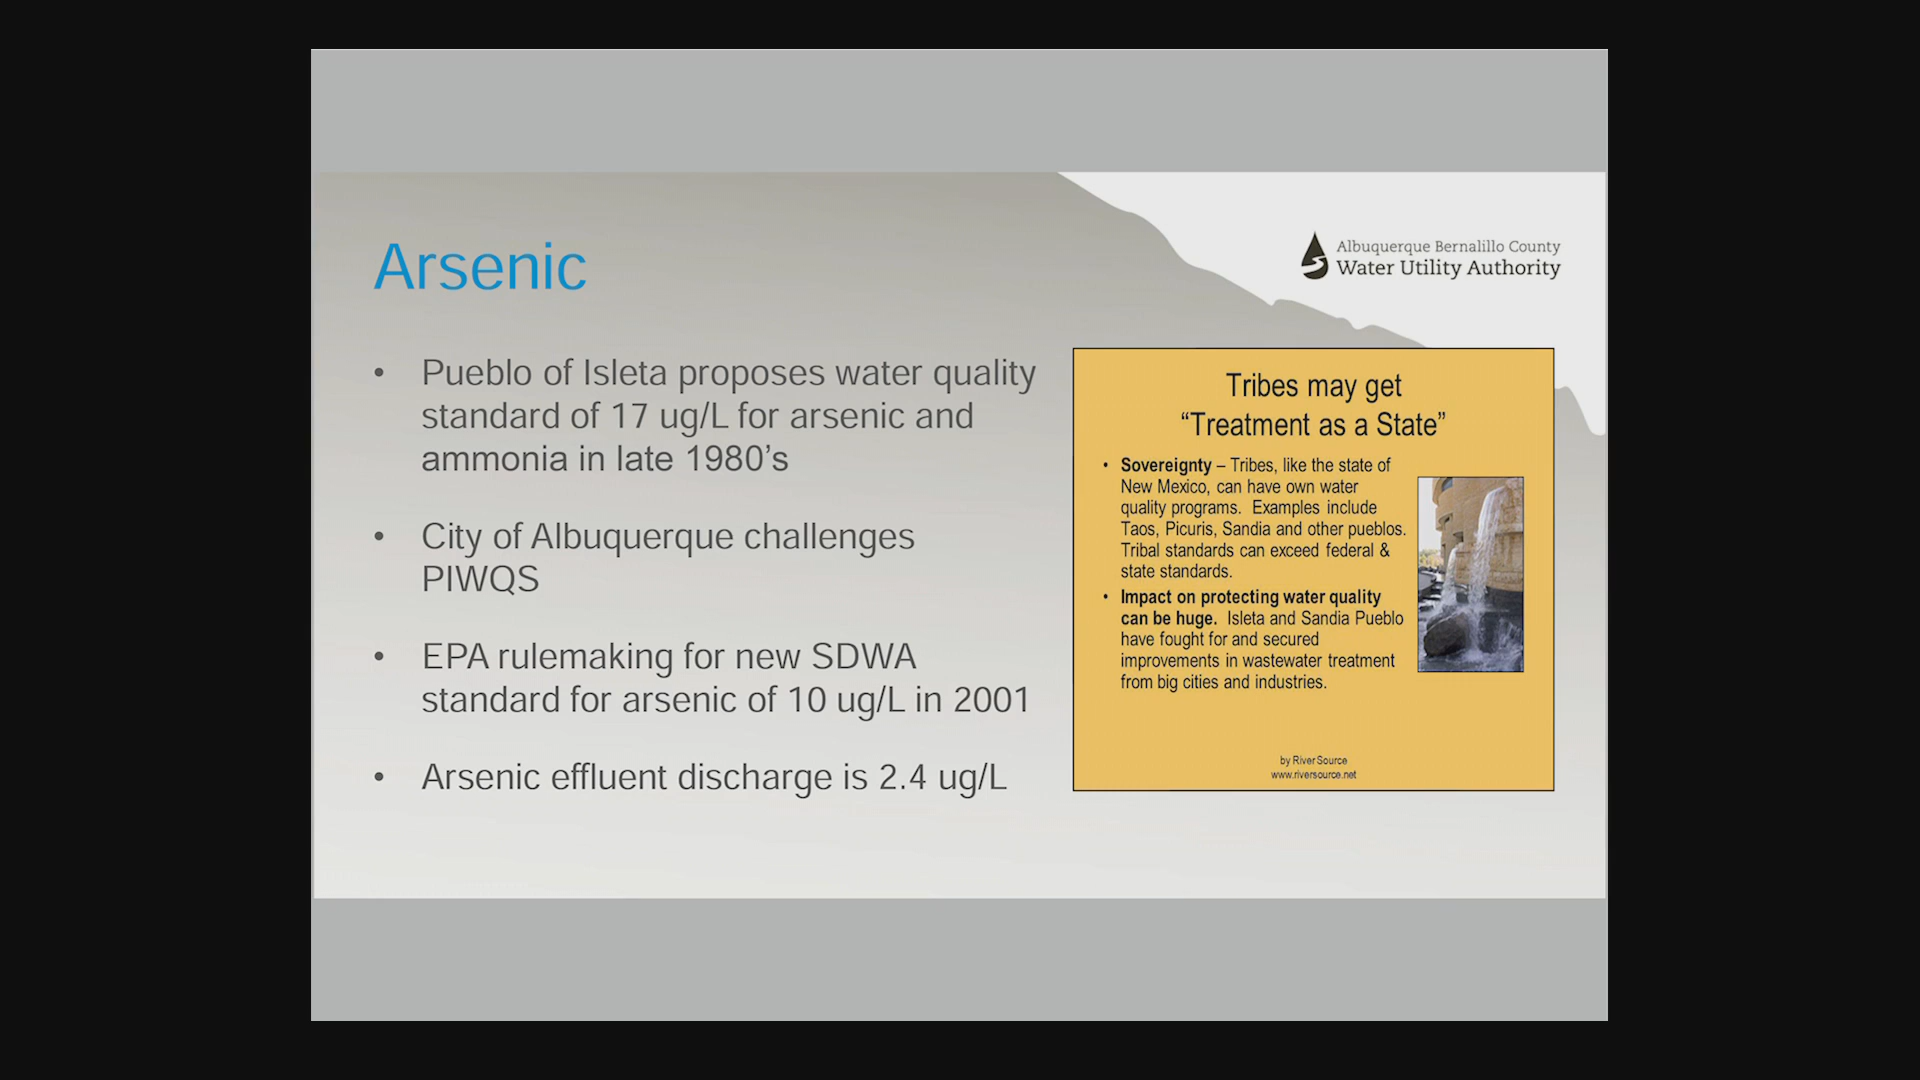 Arsenic
Albuquerque Bernalillo County
Water Utility Authority
• Pueblo of Isleta proposes water quality
standard of 17 ug/L for arsenic and
ammonia in late 1980’s
• City of Albuquerque challenges
PIWQS
• EPA rulemaking for new SDWA
standard for arsenic of 10 ug/L in 2001
• Arsenic effluent discharge is 2.4 ug/L
Tribes may get
“Treatment as a State”
• Sovereignty – Tribes, like the state of
New Mexico, can have own water
quality programs. Examples include
Taos, Picuris, Sandia and other pueblos.
Tribal standards can exceed federal &
state standards.
• Impact on protecting water quality
can be huge. Isleta and Sandia Pueblo
have fought for and secured
improvements in wastewater treatment
from big cities and industries.
by RiverSource
www.riversource.net